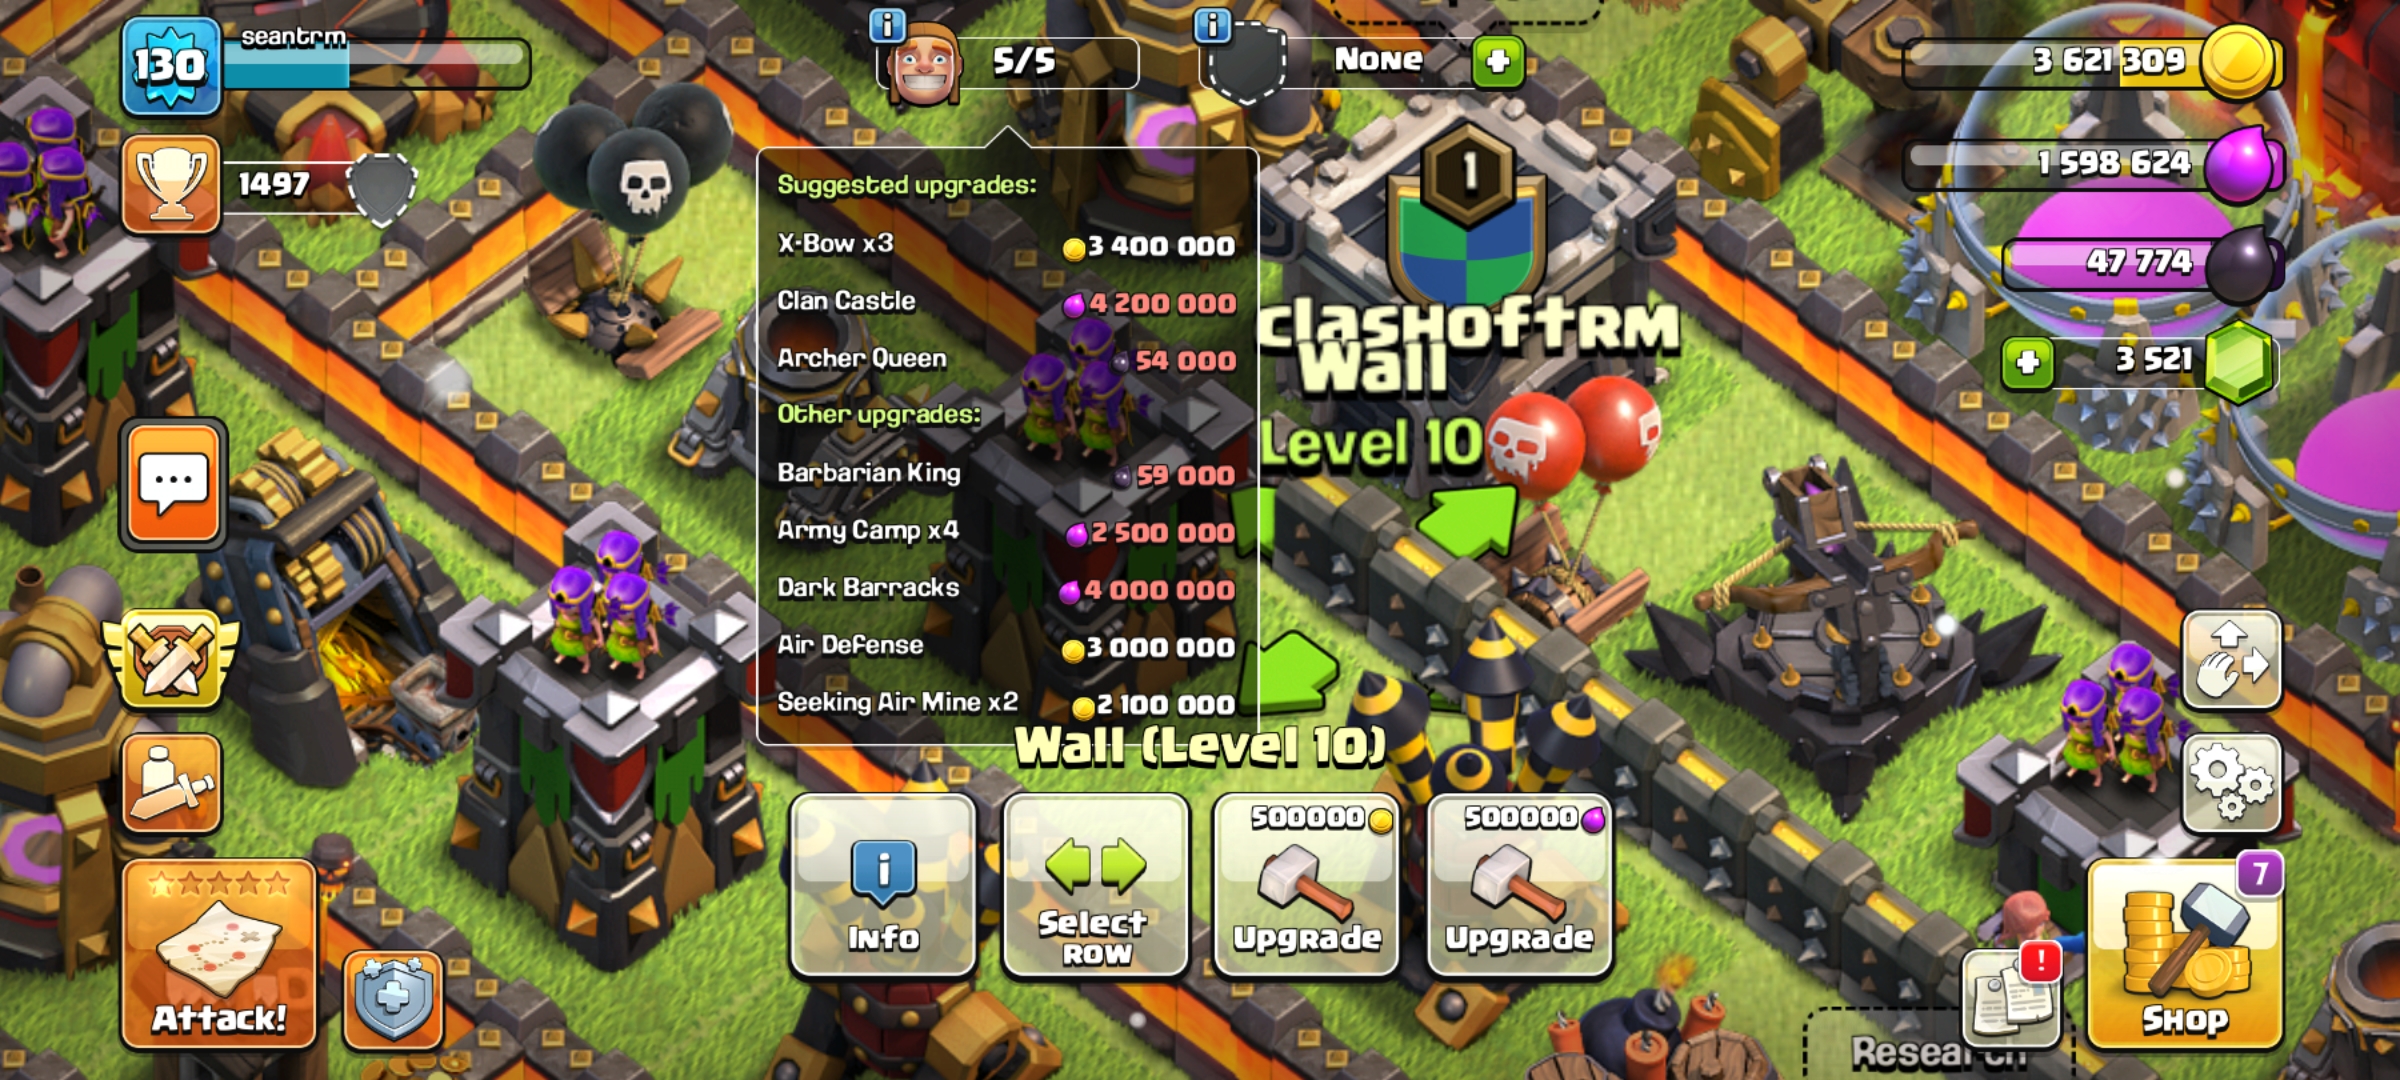 130
seantrm
5/5
None
3 621 309
1 598 624
1497
47 774
3 521
Suggested upgrades:
X-Bow x3 3 400 000
Clan Castle 4 200 000
Archer Queen 54 000
Other upgrades:
Barbarian King 59 000
Army Camp x4 2 500 000
Dark Barracks 4 000 000
Air Defense 3 000 000
Seeking Air Mine x2 2 100 000
1
clashoftrm
Wall
Level 10
Wall (Level 10)
Info
Select
row
500000
Upgrade
500000
Upgrade
Attack!
7
!
Shop
Research